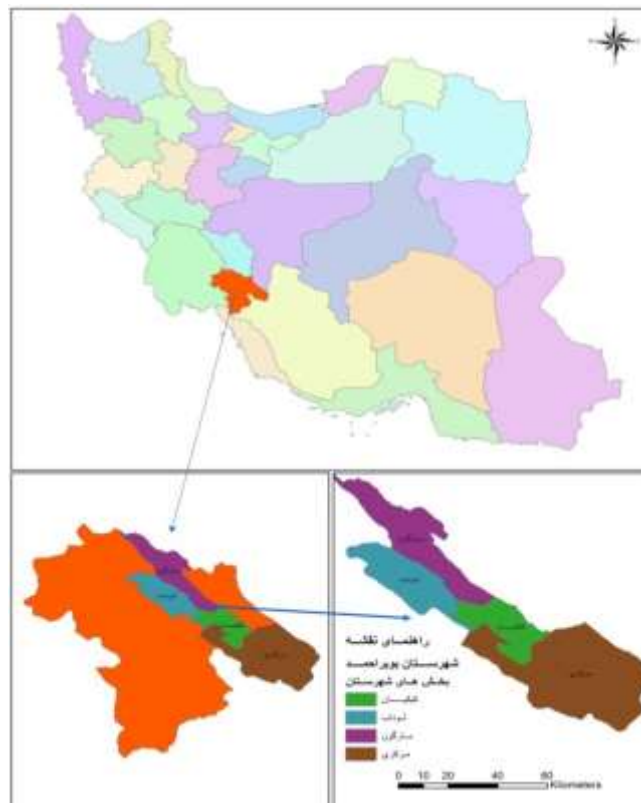 راهنمای نقشه
شهرستان بویراحمد
بخش های شهرستان
کبگیان
لوداب
مارگون
مرکزی
0 10 20 40 60
Kilometers